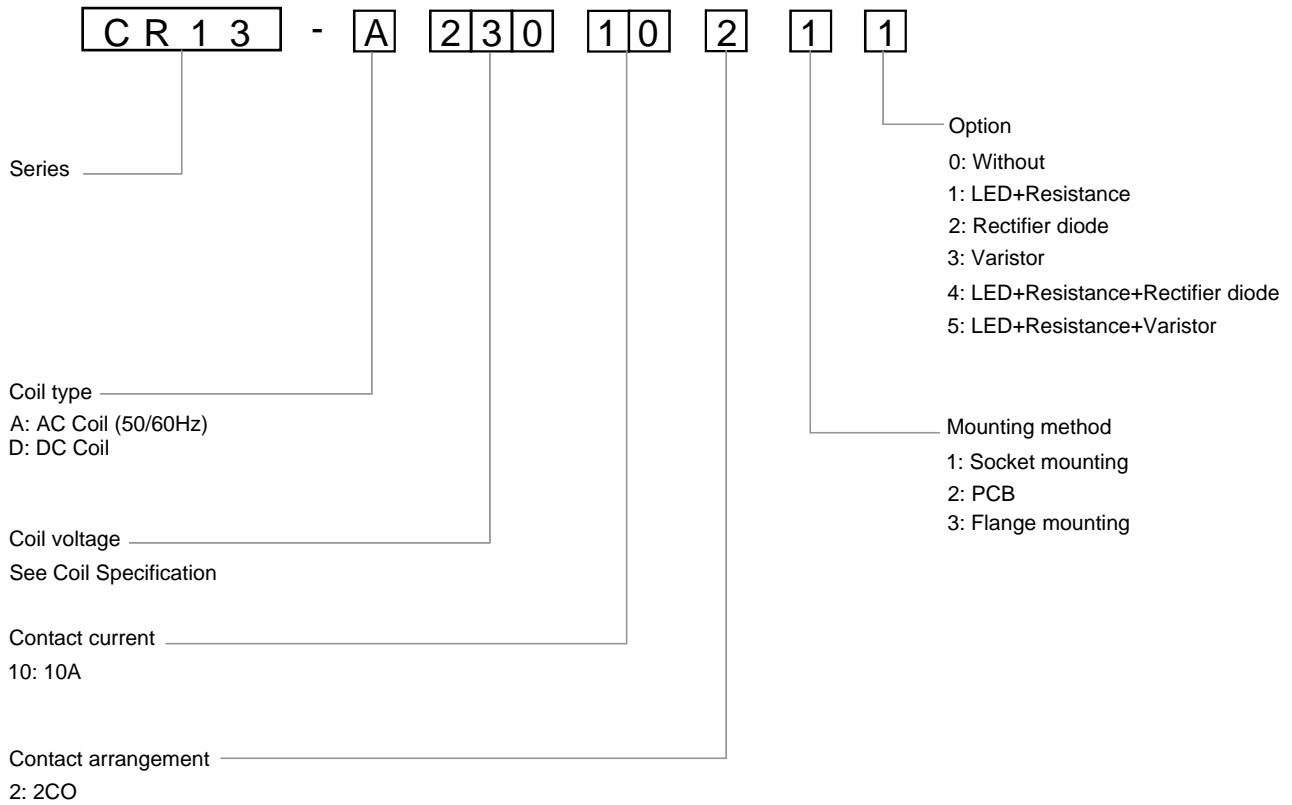 CR13 - A 230 10 2 1 1
Option
0: Without
1: LED+Resistance
2: Rectifier diode
3: Varistor
4: LED+Resistance+Rectifier diode
5: LED+Resistance+Varistor
Series
Coil type
A: AC Coil (50/60Hz)
D: DC Coil
Mounting method
1: Socket mounting
2: PCB
3: Flange mounting
Coil voltage
See Coil Specification
Contact current
10: 10A
Contact arrangement
2: 2CO